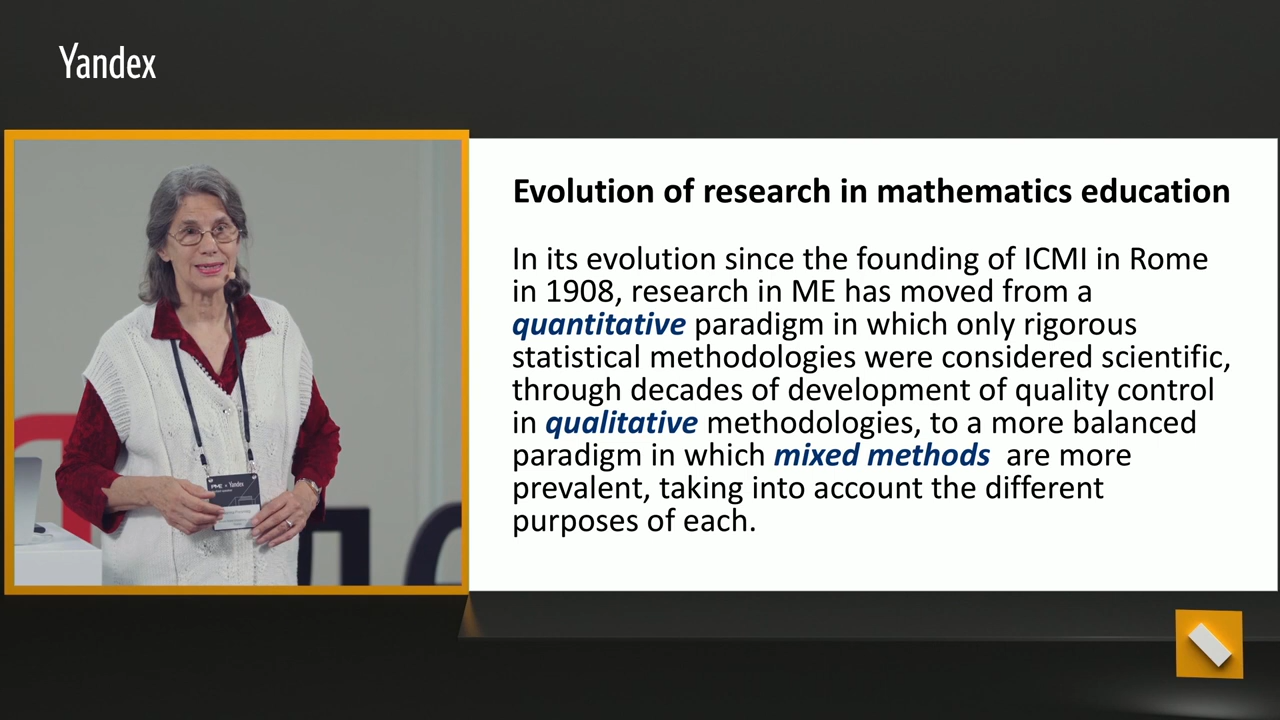 Yandex
Evolution of research in mathematics education
In its evolution since the founding of ICMI in Rome
in 1908, research in ME has moved from a
quantitative paradigm in which only rigorous
statistical methodologies were considered scientific,
through decades of development of quality control
in qualitative methodologies, to a more balanced
paradigm in which mixed methods are more
prevalent, taking into account the different
purposes of each.
PME x Yandex